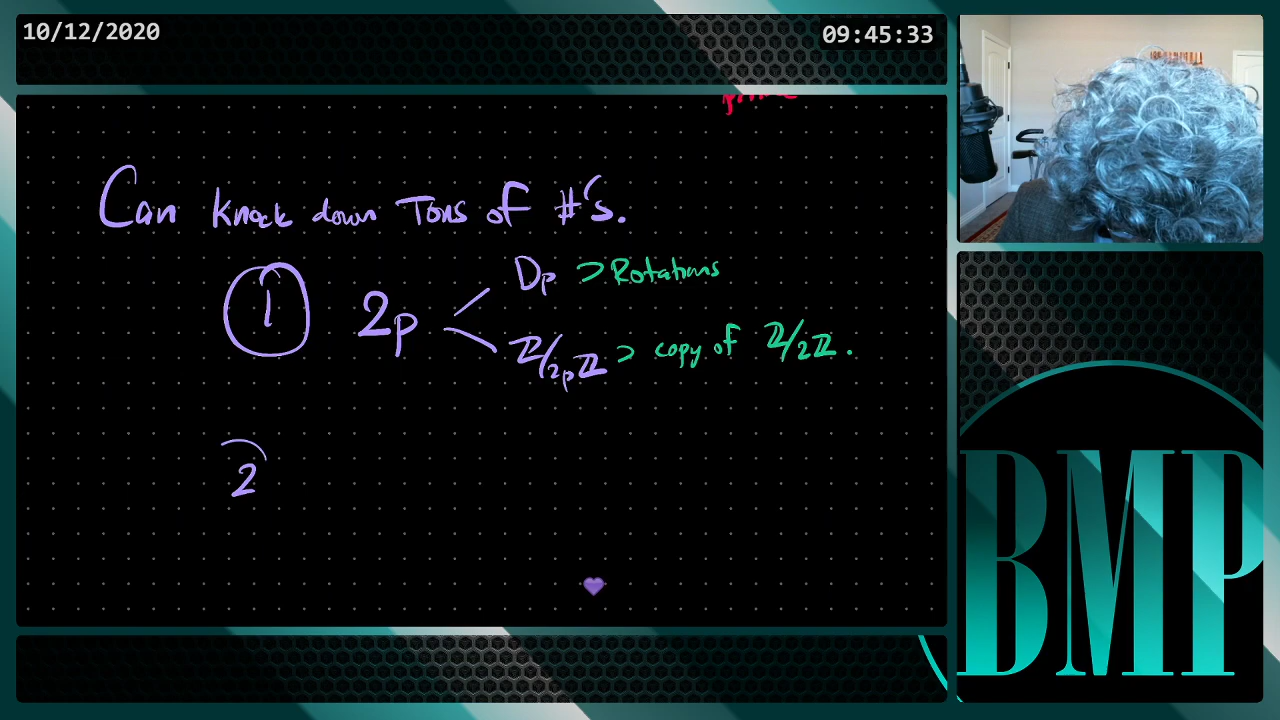 10/12/2020
09:45:33
Can knock down Tons of #'s.
1 2p
Dp > Rotations
ℤ/2pℤ > copy of ℤ/2ℤ.
2
BMP